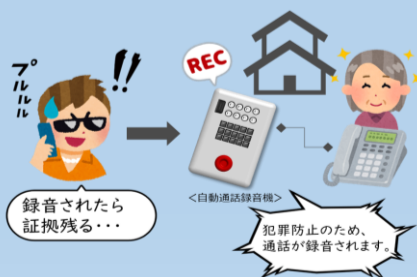 プルルル
!!
REC
録音されたら
証拠残る・・・
<自動通話録音機>
犯罪防止のため、
通話が録音されます。